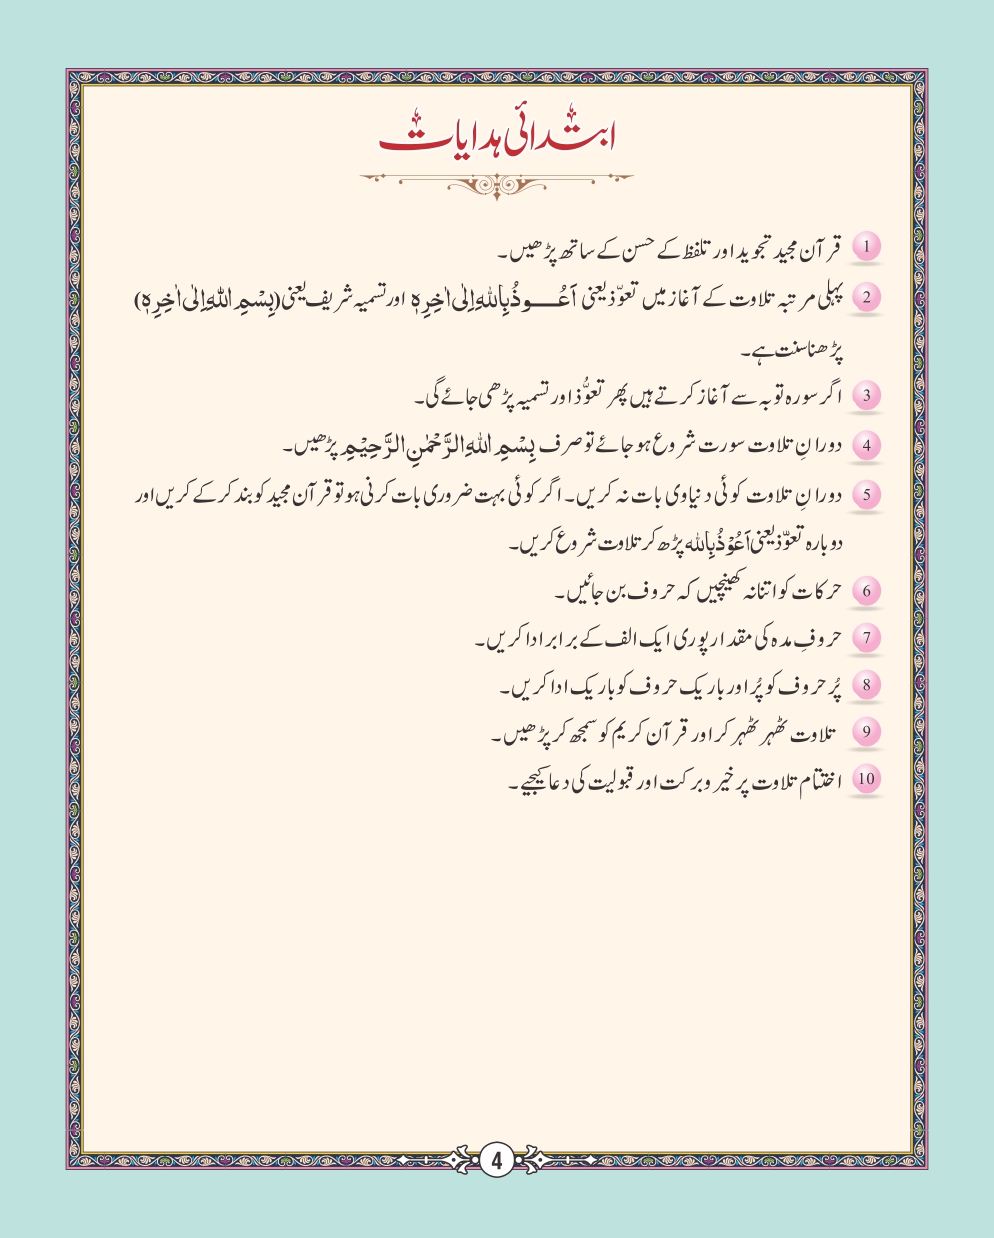 ابتدائی ہدایات
1 قرآن مجید تجوید اور تلفظ کے حسن کے ساتھ پڑھیں۔
2 پہلی مرتبہ تلاوت کے آغاز میں تعوّذ یعنی اَعُـــوذُ بِاللّٰهِ اِلٰى اٰخِرِهٖ اور تسمیہ شریف یعنی (بِسْمِ اللّٰهِ اِلٰى اٰخِرِهٖ)
پڑھنا سنت ہے۔
3 اگر سورہ توبہ سے آغاز کرتے ہیں پھر تعوُّذ اور تسمیہ پڑھی جائے گی۔
4 دورانِ تلاوت سورت شروع ہو جائے تو صرف بِسْمِ اللّٰهِ الرَّحْمٰنِ الرَّحِيْمِ پڑھیں۔
5 دورانِ تلاوت کوئی دنیاوی بات نہ کریں۔ اگر کوئی بہت ضروری بات کرنی ہو تو قرآن مجید کو بند کر کے کریں اور
دوبارہ تعوّذ یعنی اَعُوْذُ بِاللّٰه پڑھ کر تلاوت شروع کریں۔
6 حرکات کو اتنا نہ کھینچیں کہ حروف بن جائیں۔
7 حروفِ مدہ کی مقدار پوری ایک الف کے برابر ادا کریں۔
8 پُر حروف کو پُر اور باریک حروف کو باریک ادا کریں۔
9 تلاوت ٹھہر ٹھہر کر اور قرآن کریم کو سمجھ کر پڑھیں۔
10 اختتام تلاوت پر خیر و برکت اور قبولیت کی دعا کیجیے۔
4